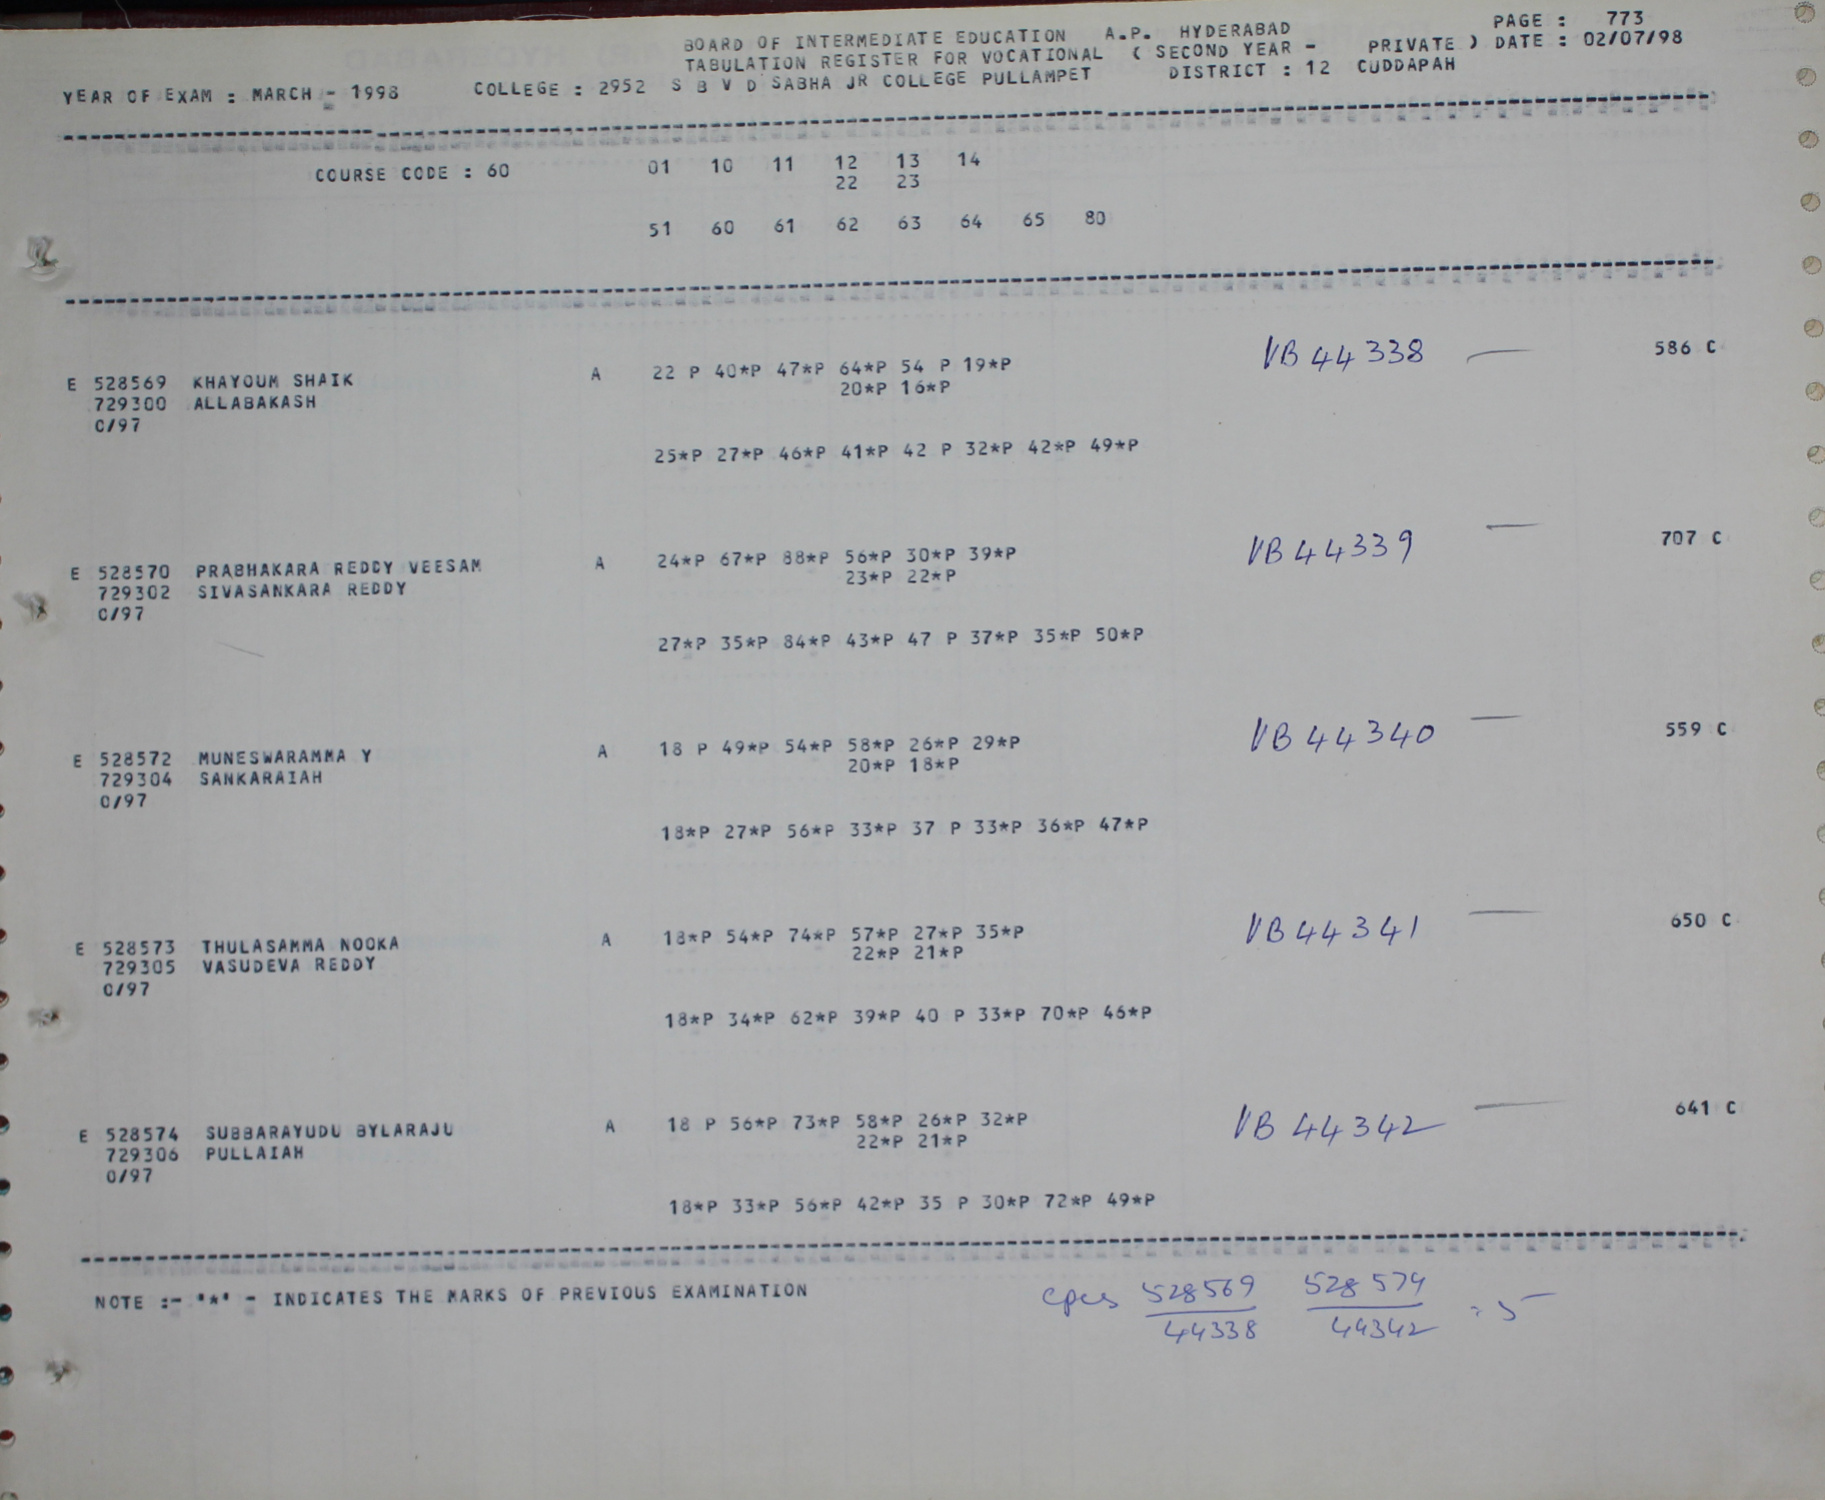 BOARD OF INTERMEDIATE EDUCATION A.P. HYDERABAD PAGE : 773
TABULATION REGISTER FOR VOCATIONAL ( SECOND YEAR - PRIVATE ) DATE : 02/07/98
YEAR OF EXAM : MARCH - 1998 COLLEGE : 2952 S B V D SABHA JR COLLEGE PULLAMPET DISTRICT : 12 CUDDAPAH
COURSE CODE : 60 01 10 11 12 13 14
22 23
51 60 61 62 63 64 65 80
E 528569 KHAYOUM SHAIK A 22 P 40*P 47*P 64*P 54 P 19*P VB 44338 — 586 C
729300 ALLABAKASH 20*P 16*P
0/97
25*P 27*P 46*P 41*P 42 P 32*P 42*P 49*P
E 528570 PRABHAKARA REDDY VEESAM A 24*P 67*P 88*P 56*P 30*P 39*P VB 44339 — 707 C
729302 SIVASANKARA REDDY 23*P 22*P
0/97
27*P 35*P 84*P 43*P 47 P 37*P 35*P 50*P
E 528572 MUNESWARAMMA Y A 18 P 49*P 54*P 58*P 26*P 29*P VB 44340 — 559 C
729304 SANKARAIAH 20*P 18*P
0/97
18*P 27*P 56*P 33*P 37 P 33*P 36*P 47*P
E 528573 THULASAMMA NOOKA A 18*P 54*P 74*P 57*P 27*P 35*P VB 44341 — 650 C
729305 VASUDEVA REDDY 22*P 21*P
0/97
18*P 34*P 62*P 39*P 40 P 33*P 70*P 46*P
E 528574 SUBBARAYUDU BYLARAJU A 18 P 56*P 73*P 58*P 26*P 32*P VB 44342 — 641 C
729306 PULLAIAH 22*P 21*P
0/97
18*P 33*P 56*P 42*P 35 P 30*P 72*P 49*P
NOTE :- '*' - INDICATES THE MARKS OF PREVIOUS EXAMINATION
528569 528574 = 5
44338 44342